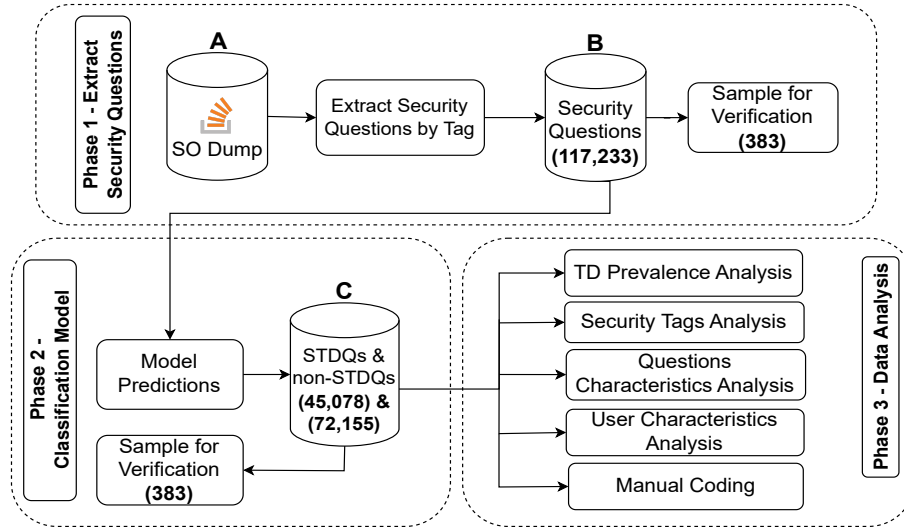 Phase 1 - Extract
Security Questions
A
SO Dump
Extract Security
Questions by Tag
B
Security
Questions
(117,233)
Sample for
Verification
(383)
Phase 2 -
Classification Model
Model
Predictions
C
STDQs &
non-STDQs
(45,078) &
(72,155)
Sample for
Verification
(383)
TD Prevalence Analysis
Security Tags Analysis
Questions
Characteristics Analysis
User Characteristics
Analysis
Manual Coding
Phase 3 - Data Analysis